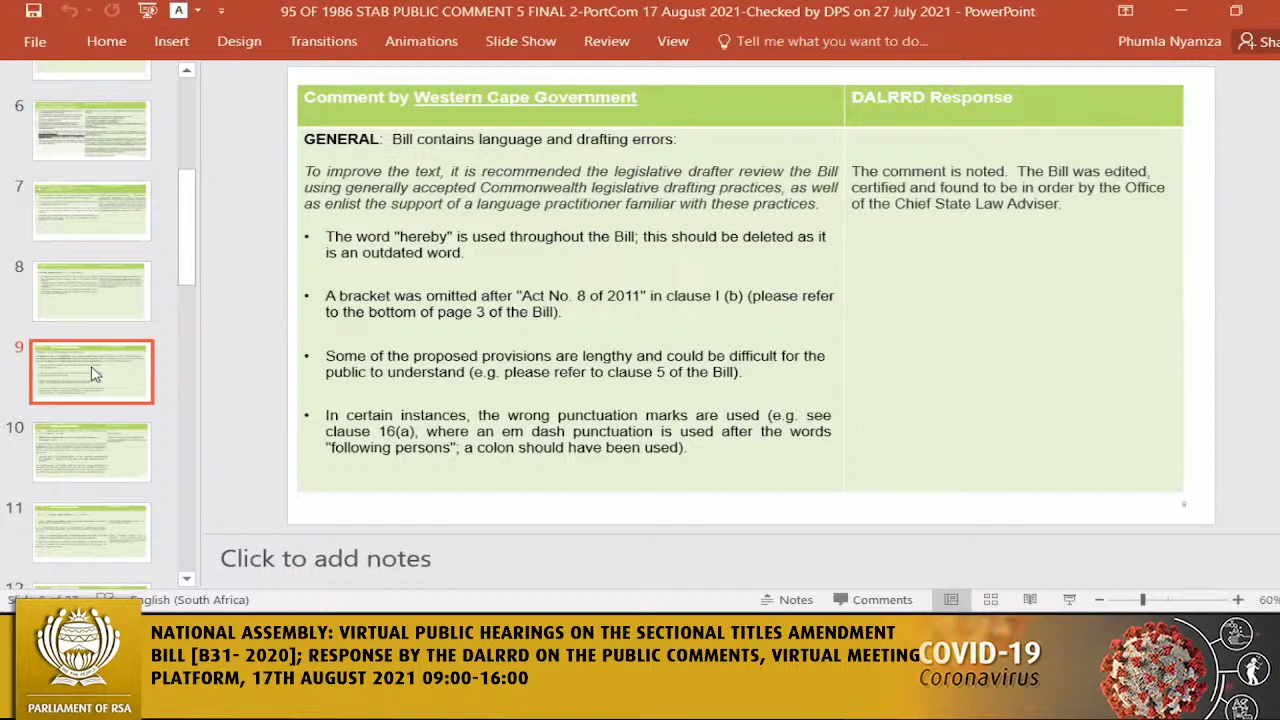 95 OF 1986 STAB PUBLIC COMMENT 5 FINAL 2-PortCom 17 August 2021-Checked by DPS on 27 July 2021 - PowerPoint
File Home Insert Design Transitions Animations Slide Show Review View Tell me what you want to do... Phumla Nyamza Sha
6
7
8
9
10
11
12
Comment by Western Cape Government
GENERAL: Bill contains language and drafting errors:
To improve the text, it is recommended the legislative drafter review the Bill
using generally accepted Commonwealth legislative drafting practices, as well
as enlist the support of a language practitioner familiar with these practices.
• The word "hereby" is used throughout the Bill; this should be deleted as it
is an outdated word.
• A bracket was omitted after "Act No. 8 of 2011" in clause I (b) (please refer
to the bottom of page 3 of the Bill).
• Some of the proposed provisions are lengthy and could be difficult for the
public to understand (e.g. please refer to clause 5 of the Bill).
• In certain instances, the wrong punctuation marks are used (e.g. see
clause 16(a), where an em dash punctuation is used after the words
"following persons"; a colon should have been used).
DALRRD Response
The comment is noted. The Bill was edited,
certified and found to be in order by the Office
of the Chief State Law Adviser.
9
Click to add notes
English (South Africa) Notes Comments 60%
NATIONAL ASSEMBLY: VIRTUAL PUBLIC HEARINGS ON THE SECTIONAL TITLES AMENDMENT
BILL [B31- 2020]; RESPONSE BY THE DALRRD ON THE PUBLIC COMMENTS, VIRTUAL MEETING
PLATFORM, 17TH AUGUST 2021 09:00-16:00
PARLIAMENT OF RSA
COVID-19
Coronavirus